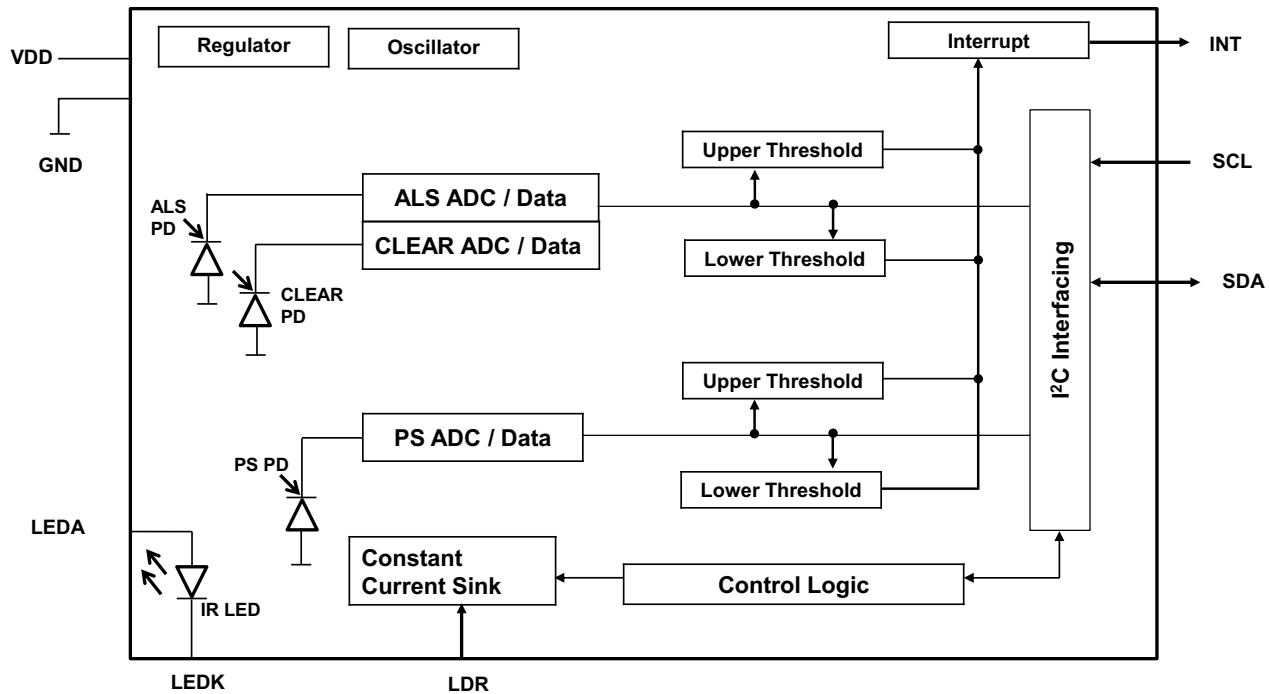 Regulator
Oscillator
Interrupt
INT
VDD
GND
Upper Threshold
SCL
ALS
PD
ALS ADC / Data
CLEAR ADC / Data
Lower Threshold
CLEAR
PD
SDA
I²C Interfacing
Upper Threshold
PS ADC / Data
PS PD
Lower Threshold
LEDA
Constant
Current Sink
Control Logic
IR LED
LEDK
LDR